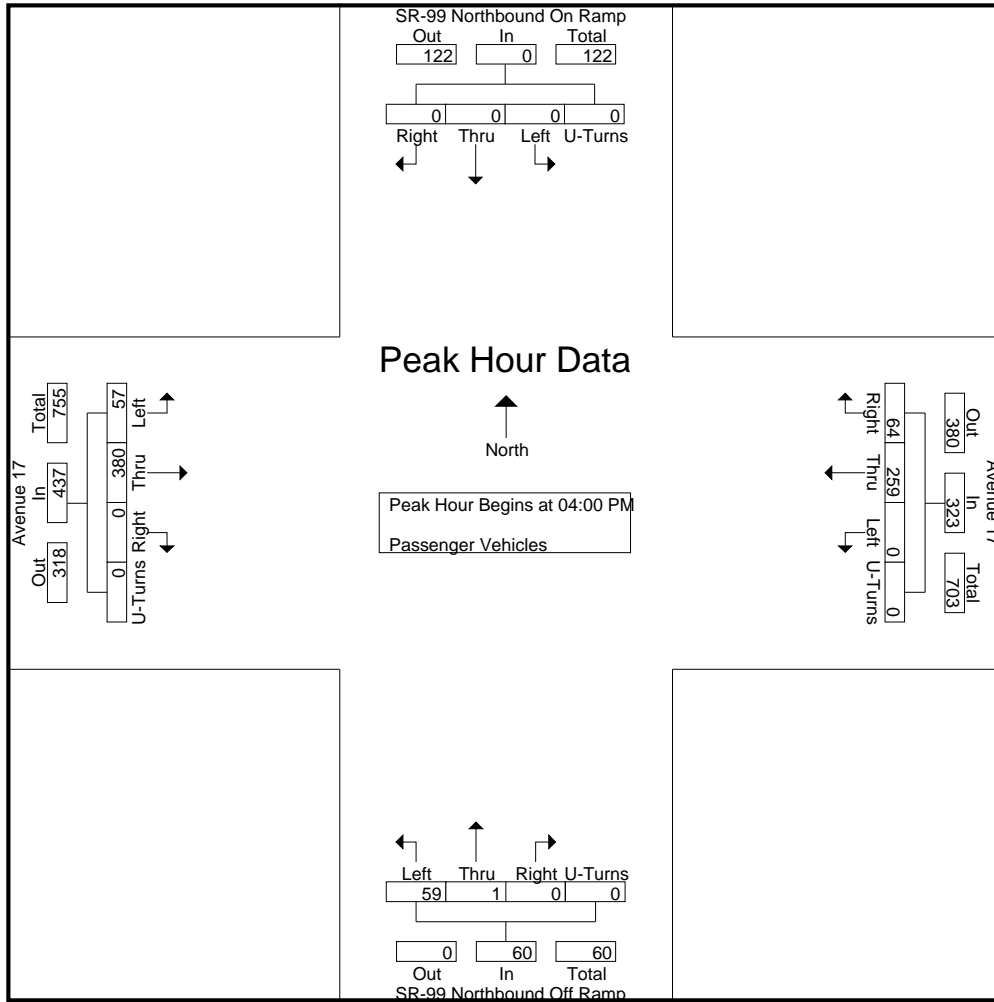 SR-99 Northbound On Ramp
Out In Total
122 0 122
0 0 0 0
Right Thru Left U-Turns
Peak Hour Data
North
Peak Hour Begins at 04:00 PM
Passenger Vehicles
Avenue 17
Out In Total
318 437 755
0 0 380 57
U-Turns Right Thru Left
Avenue 17
Out In Total
380 323 703
64 259 0 0
Right Thru Left U-Turns
Left Thru Right U-Turns
59 1 0 0
0 60 60
Out In Total
SR-99 Northbound Off Ramp